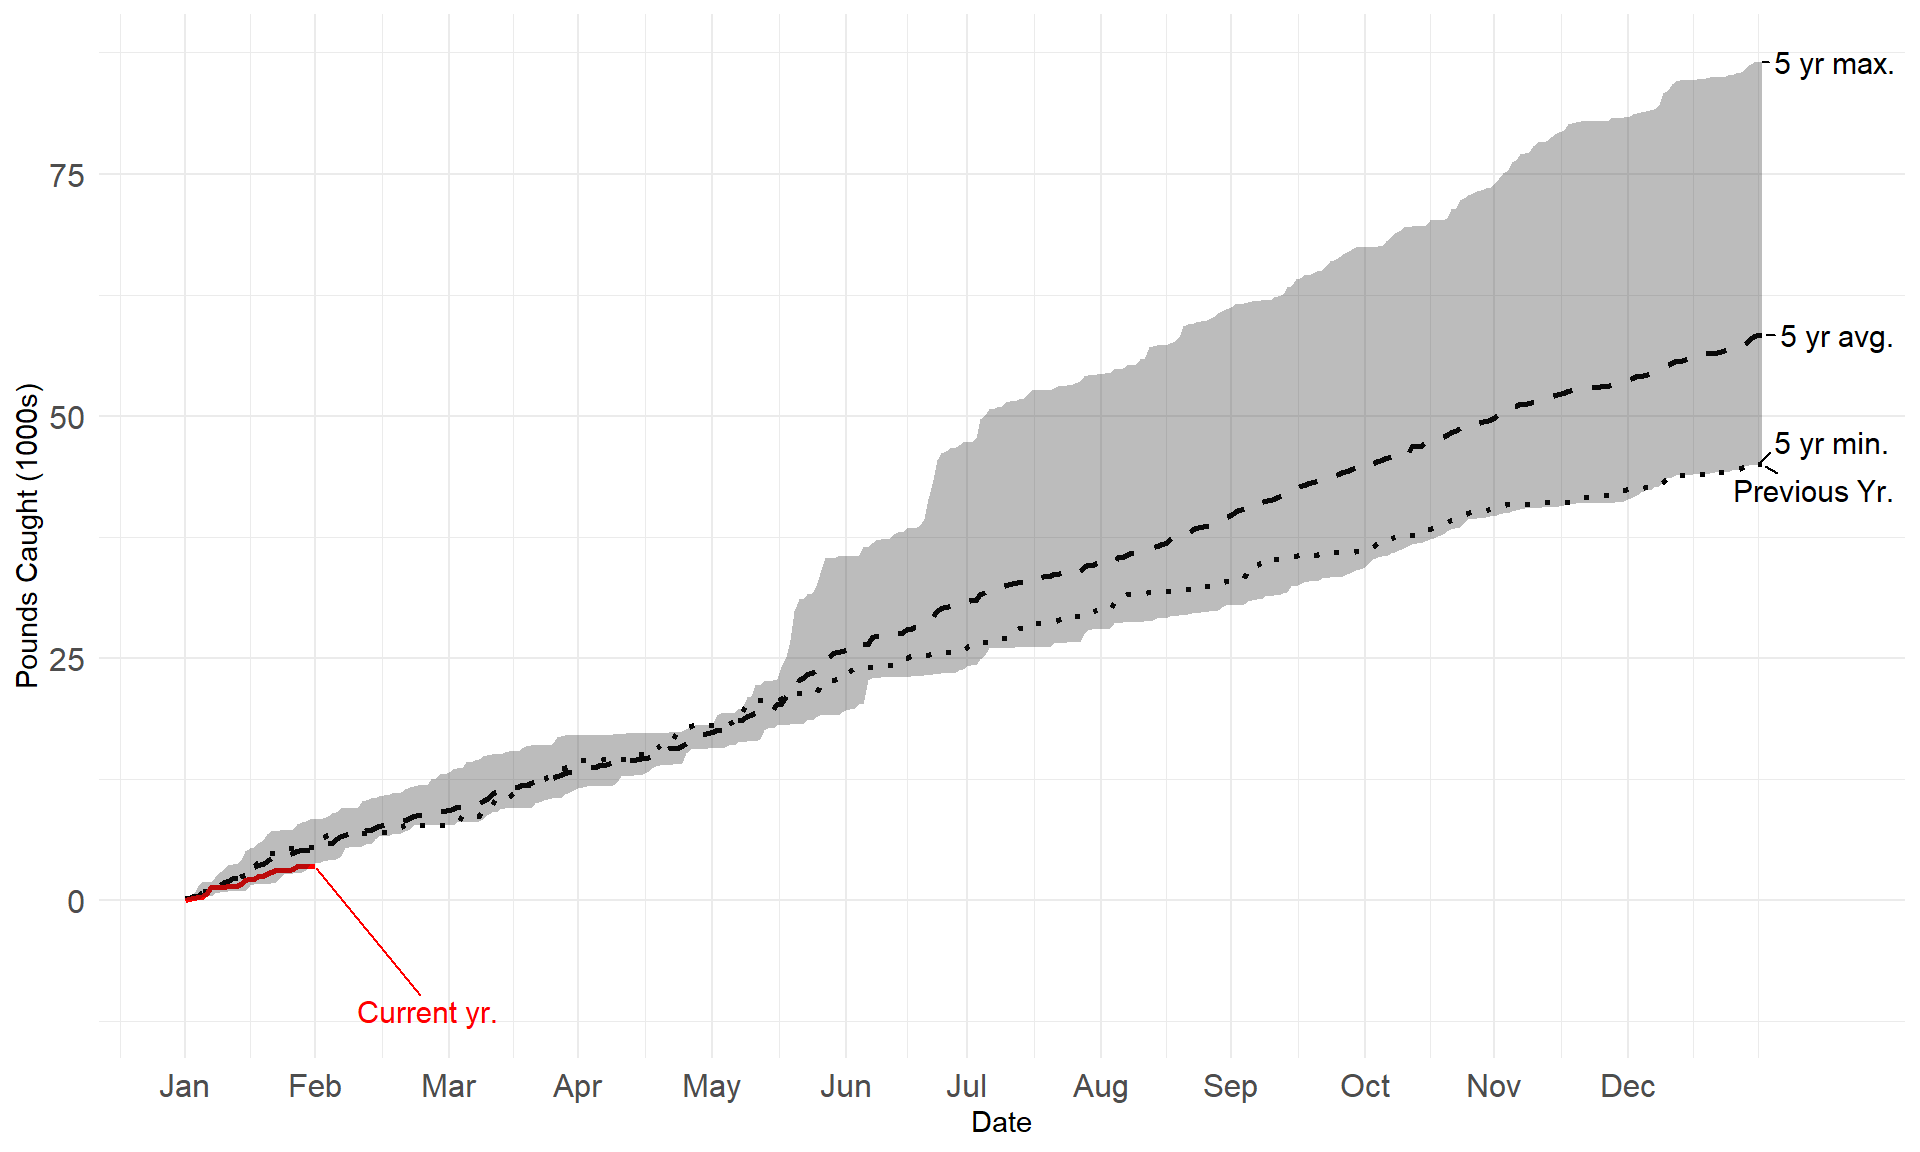 5 yr max.
75
5 yr avg.
50
5 yr min.
Previous Yr.
Pounds Caught (1000s)
25
0
Current yr.
Jan Feb Mar Apr May Jun Jul Aug Sep Oct Nov Dec
Date